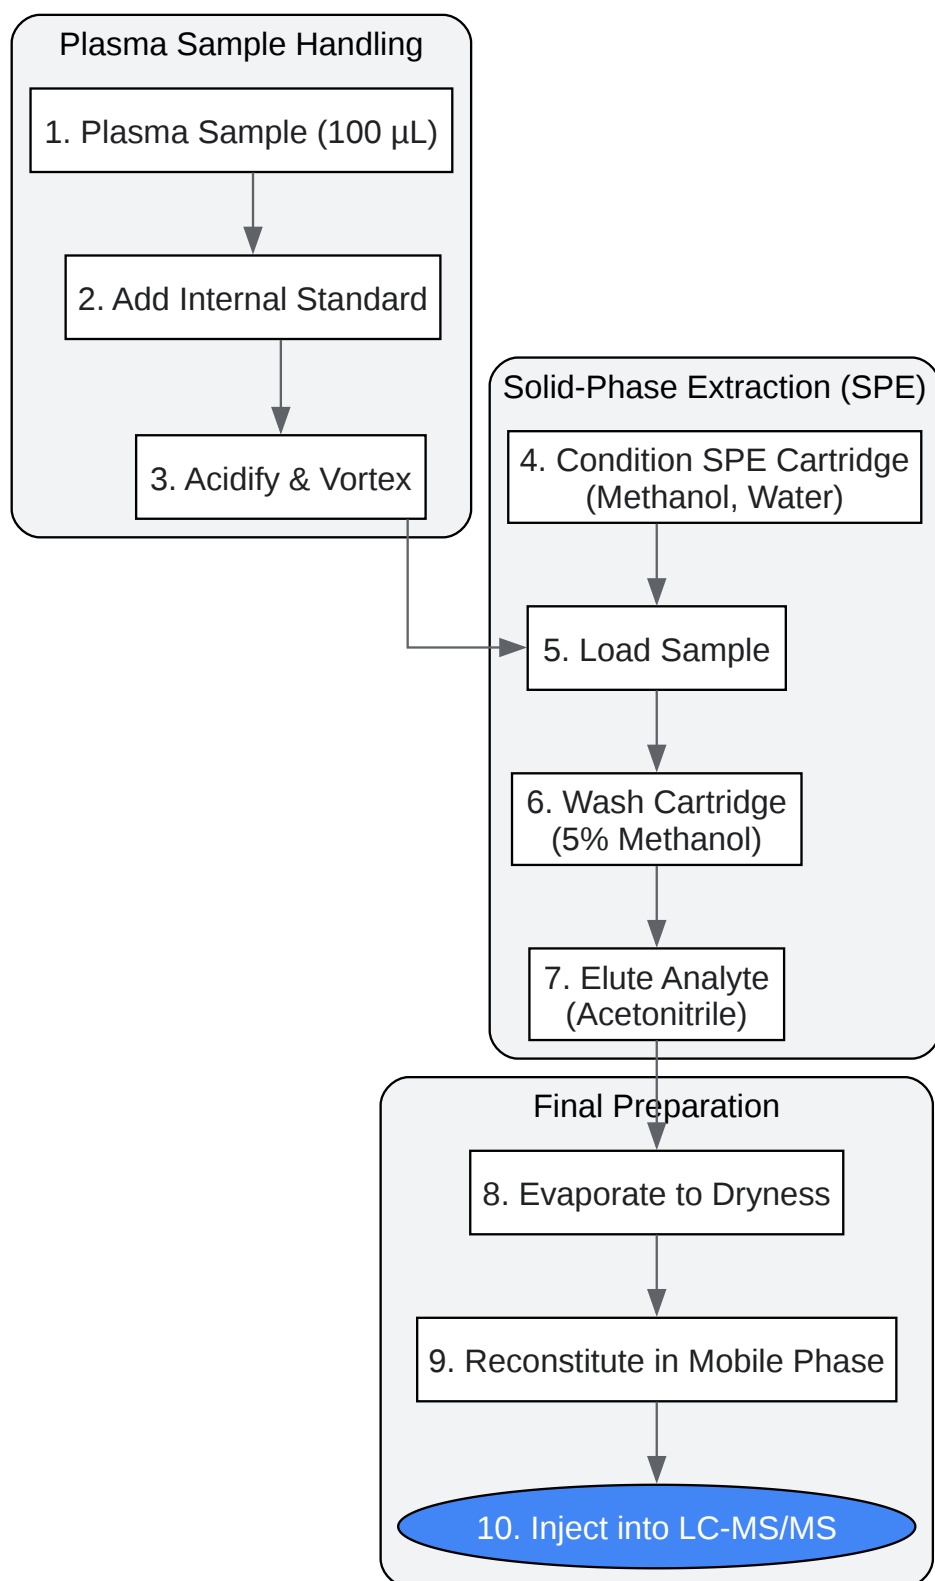 Plasma Sample Handling
1. Plasma Sample (100 µL)
2. Add Internal Standard
3. Acidify & Vortex
Solid-Phase Extraction (SPE)
4. Condition SPE Cartridge
(Methanol, Water)
5. Load Sample
6. Wash Cartridge
(5% Methanol)
7. Elute Analyte
(Acetonitrile)
Final Preparation
8. Evaporate to Dryness
9. Reconstitute in Mobile Phase
10. Inject into LC-MS/MS